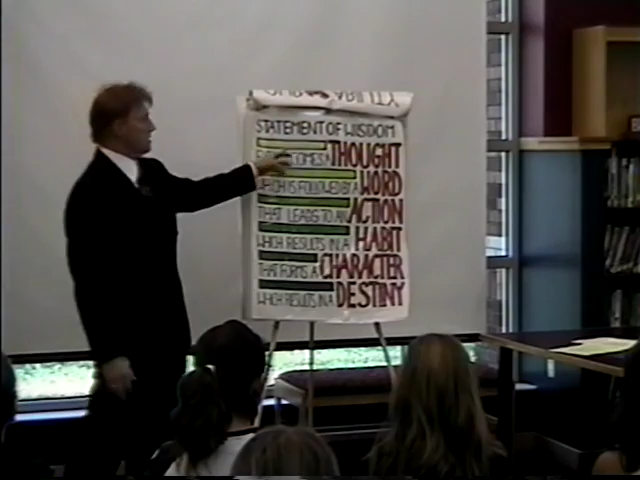 STATEMENT OF WISDOM
COMES A THOUGHT
WHICH IS FOLLOWED BY A WORD
THAT LEADS TO AN ACTION
WHICH RESULTS IN A HABIT
THAT FORMS A CHARACTER
WHICH RESULTS IN A DESTINY